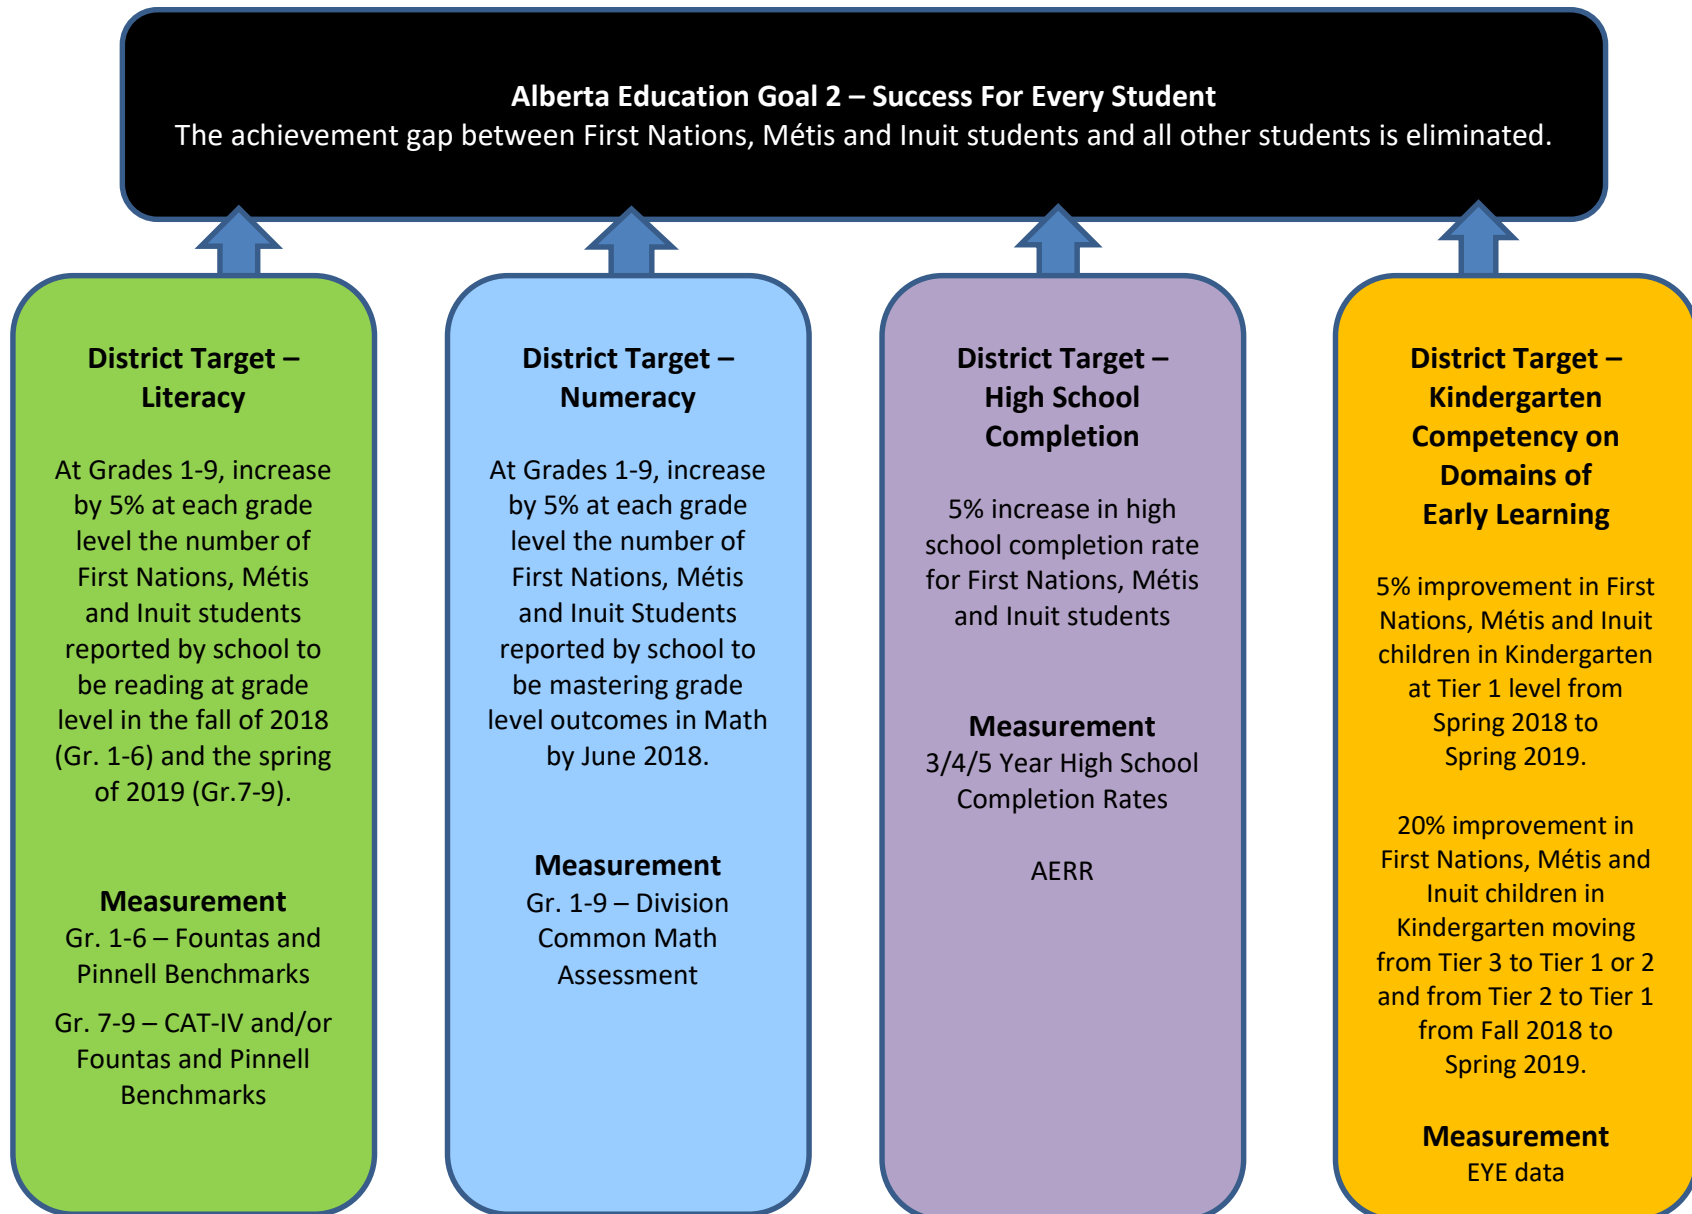 Alberta Education Goal 2 – Success For Every Student
The achievement gap between First Nations, Métis and Inuit students and all other students is eliminated.
District Target –
Literacy
At Grades 1-9, increase
by 5% at each grade
level the number of
First Nations, Métis
and Inuit students
reported by school to
be reading at grade
level in the fall of 2018
(Gr. 1-6) and the spring
of 2019 (Gr.7-9).
Measurement
Gr. 1-6 – Fountas and
Pinnell Benchmarks
Gr. 7-9 – CAT-IV and/or
Fountas and Pinnell
Benchmarks
District Target –
Numeracy
At Grades 1-9, increase
by 5% at each grade
level the number of
First Nations, Métis
and Inuit Students
reported by school to
be mastering grade
level outcomes in Math
by June 2018.
Measurement
Gr. 1-9 – Division
Common Math
Assessment
District Target –
High School
Completion
5% increase in high
school completion rate
for First Nations, Métis
and Inuit students
Measurement
3/4/5 Year High School
Completion Rates
AERR
District Target –
Kindergarten
Competency on
Domains of
Early Learning
5% improvement in First
Nations, Métis and Inuit
children in Kindergarten
at Tier 1 level from
Spring 2018 to
Spring 2019.
20% improvement in
First Nations, Métis and
Inuit children in
Kindergarten moving
from Tier 3 to Tier 1 or 2
and from Tier 2 to Tier 1
from Fall 2018 to
Spring 2019.
Measurement
EYE data